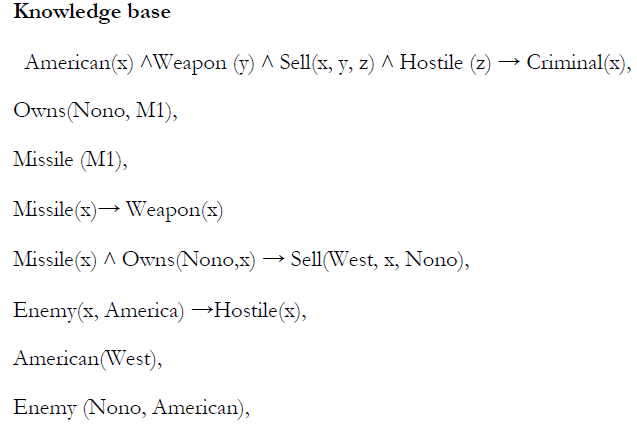 Knowledge base
American(x) ^Weapon (y) ^ Sell(x, y, z) ^ Hostile (z) → Criminal(x),
Owns(Nono, M1),
Missile (M1),
Missile(x)→ Weapon(x)
Missile(x) ^ Owns(Nono,x) → Sell(West, x, Nono),
Enemy(x, America) →Hostile(x),
American(West),
Enemy (Nono, American),